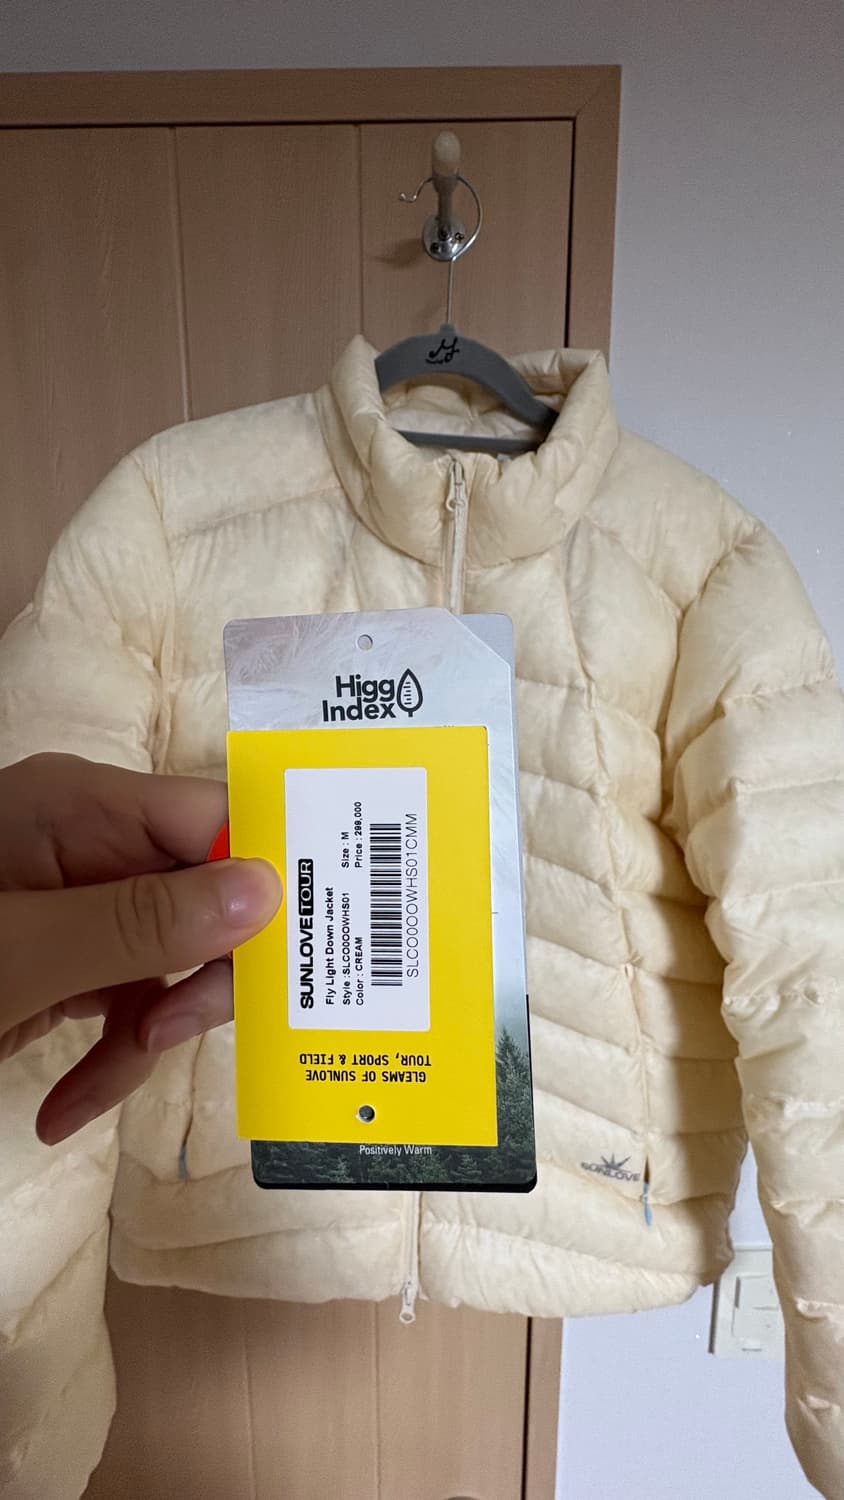 Higg
Index
SUNLOVE TOUR
Fly Light Down Jacket
Style :SLCO0OOWHS01
Size : M
Color : CREAM
Price : 299,000
SLCO0OOWHS01CMM
GLEAMS OF SUNLOVE
TOUR, SPORT & FIELD
Positively Warm
SUNLOVE